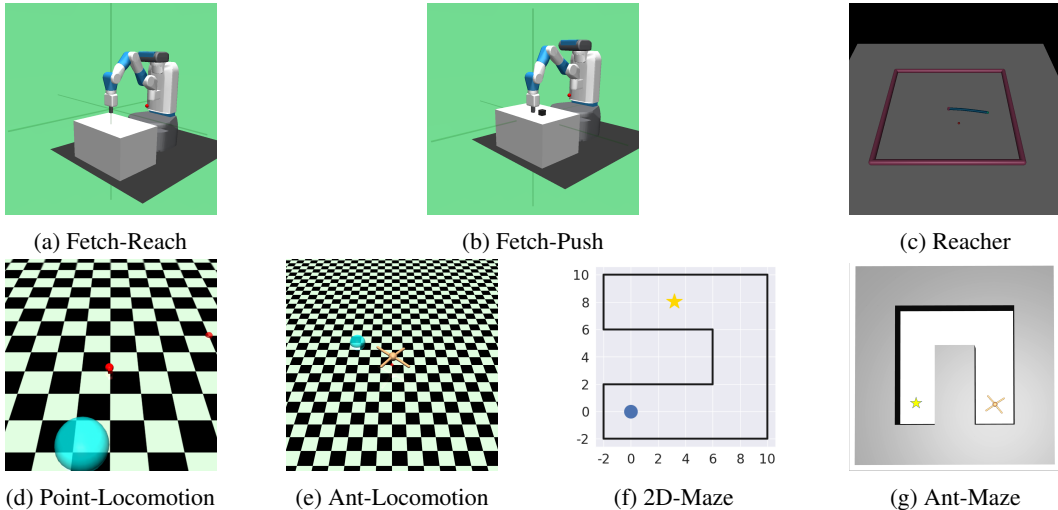 (a) Fetch-Reach
(b) Fetch-Push
(c) Reacher
10
8
6
4
2
0
-2
-2 0 2 4 6 8 10
(d) Point-Locomotion
(e) Ant-Locomotion
(f) 2D-Maze
(g) Ant-Maze